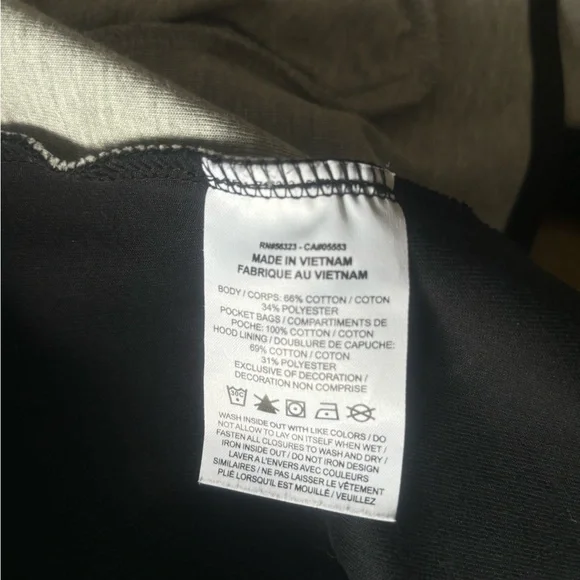 RN#56323 - CA#05553
MADE IN VIETNAM
FABRIQUE AU VIETNAM
BODY / CORPS: 66% COTTON / COTON
34% POLYESTER
POCKET BAGS / COMPARTIMENTS DE
POCHE: 100% COTTON / COTON
HOOD LINING / DOUBLURE DE CAPUCHE:
69% COTTON / COTON
31% POLYESTER
EXCLUSIVE OF DECORATION /
DECORATION NON COMPRISE
WASH INSIDE OUT WITH LIKE COLORS / DO
NOT ALLOW TO LAY ON ITSELF WHEN WET /
FASTEN ALL CLOSURES TO WASH AND DRY /
IRON INSIDE OUT / DO NOT IRON DESIGN
LAVER A L'ENVERS AVEC COULEURS
SIMILAIRES / NE PAS LAISSER LE VÊTEMENT
PLIÉ LORSQU'IL EST MOUILLÉ / VEUILLEZ